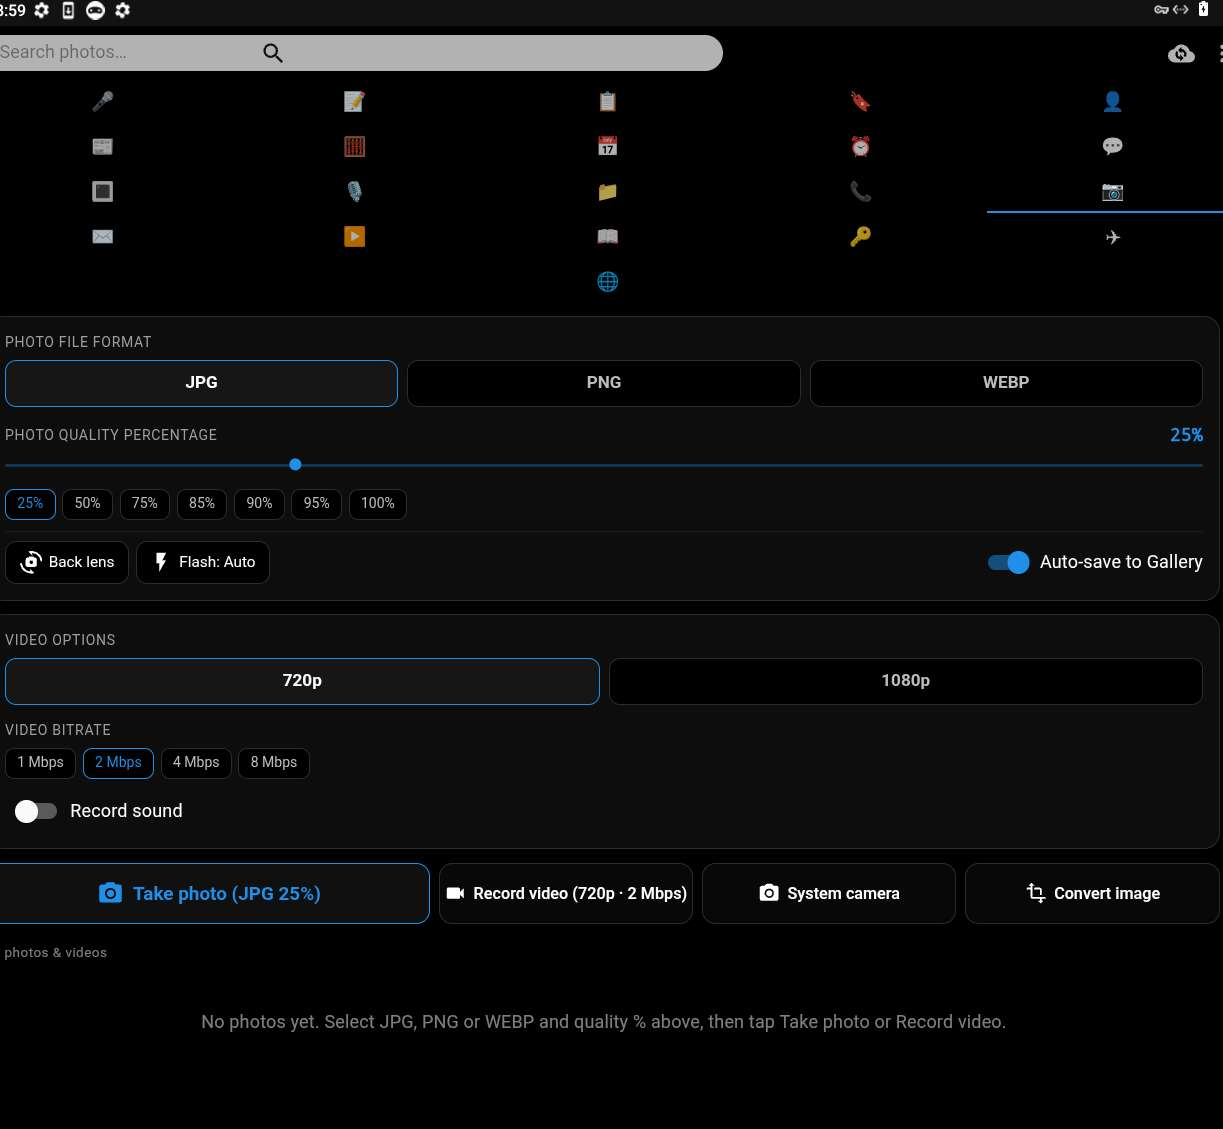 3:59
Search photos...
PHOTO FILE FORMAT
JPG PNG WEBP
PHOTO QUALITY PERCENTAGE 25%
25% 50% 75% 85% 90% 95% 100%
Back lens Flash: Auto Auto-save to Gallery
VIDEO OPTIONS
720p 1080p
VIDEO BITRATE
1 Mbps 2 Mbps 4 Mbps 8 Mbps
Record sound
Take photo (JPG 25%) Record video (720p · 2 Mbps) System camera Convert image
photos & videos
No photos yet. Select JPG, PNG or WEBP and quality % above, then tap Take photo or Record video.